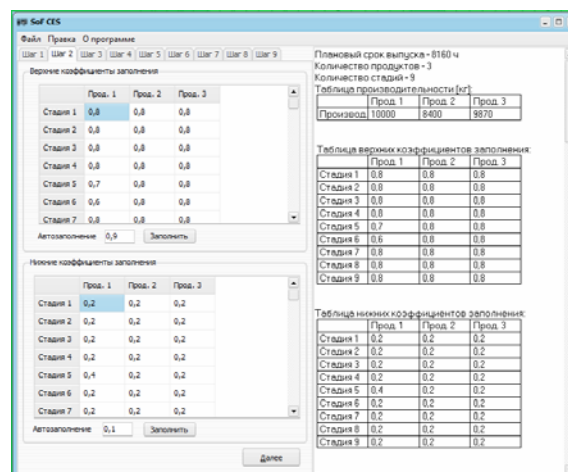 SoF CES
Файл Правка О программе
Шаг 1 Шаг 2 Шаг 3 Шаг 4 Шаг 5 Шаг 6 Шаг 7 Шаг 8 Шаг 9
Верхние коэффициенты заполнения
Прод. 1 Прод. 2 Прод. 3
Стадия 1 0,8 0,8 0,8
Стадия 2 0,8 0,8 0,8
Стадия 3 0,8 0,8 0,8
Стадия 4 0,8 0,8 0,8
Стадия 5 0,7 0,8 0,8
Стадия 6 0,6 0,8 0,8
Стадия 7 0,8 0,8 0,8
Автозаполнение 0,9 Заполнить
Нижние коэффициенты заполнения
Прод. 1 Прод. 2 Прод. 3
Стадия 1 0,2 0,2 0,2
Стадия 2 0,2 0,2 0,2
Стадия 3 0,2 0,2 0,2
Стадия 4 0,2 0,2 0,2
Стадия 5 0,4 0,2 0,2
Стадия 6 0,2 0,2 0,2
Стадия 7 0,2 0,2 0,2
Автозаполнение 0,1 Заполнить
Далее
Плановый срок выпуска - 8160 ч
Количество продуктов - 3
Количество стадий - 9
Таблица производительности [кг]:
Прод. 1 Прод. 2 Прод. 3
Производ. 10000 8400 9870
Таблица верхних коэффициентов заполнения:
Прод. 1 Прод. 2 Прод. 3
Стадия 1 0.8 0.8 0.8
Стадия 2 0.8 0.8 0.8
Стадия 3 0.8 0.8 0.8
Стадия 4 0.8 0.8 0.8
Стадия 5 0.7 0.8 0.8
Стадия 6 0.6 0.8 0.8
Стадия 7 0.8 0.8 0.8
Стадия 8 0.8 0.8 0.8
Стадия 9 0.8 0.8 0.8
Таблица нижних коэффициентов заполнения:
Прод. 1 Прод. 2 Прод. 3
Стадия 1 0.2 0.2 0.2
Стадия 2 0.2 0.2 0.2
Стадия 3 0.2 0.2 0.2
Стадия 4 0.2 0.2 0.2
Стадия 5 0.4 0.2 0.2
Стадия 6 0.2 0.2 0.2
Стадия 7 0.2 0.2 0.2
Стадия 8 0.2 0.2 0.2
Стадия 9 0.2 0.2 0.2